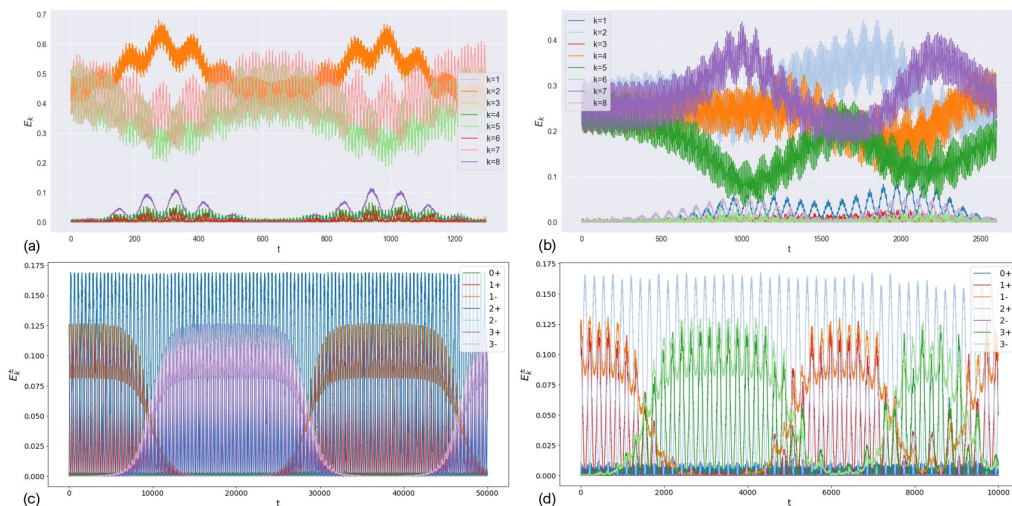 0.7
0.6
0.5
0.4
0.3
0.2
0.1
0.0
E_k
0 200 400 600 800 1000 1200
t
k=1
k=2
k=3
k=4
k=5
k=6
k=7
k=8
(a)
0.4
0.3
0.2
0.1
0.0
E_k
0 500 1000 1500 2000 2500
t
k=1
k=2
k=3
k=4
k=5
k=6
k=7
k=8
(b)
0.175
0.150
0.125
0.100
0.075
0.050
0.025
0.000
E_k^±
0 10000 20000 30000 40000 50000
t
0+
1+
1-
2+
2-
3+
3-
(c)
0.175
0.150
0.125
0.100
0.075
0.050
0.025
0.000
E_k^±
0 2000 4000 6000 8000 10000
t
0+
1+
1-
2+
2-
3+
3-
(d)